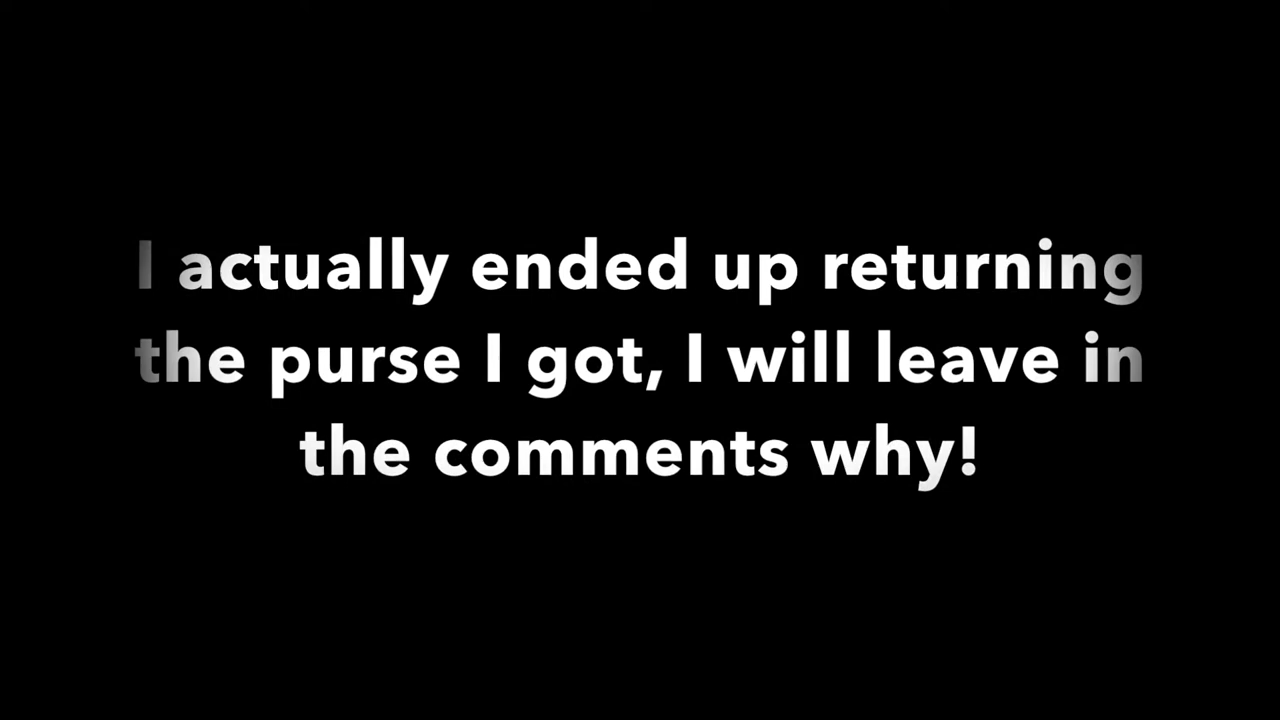 I actually ended up returning
the purse I got, I will leave in
the comments why!